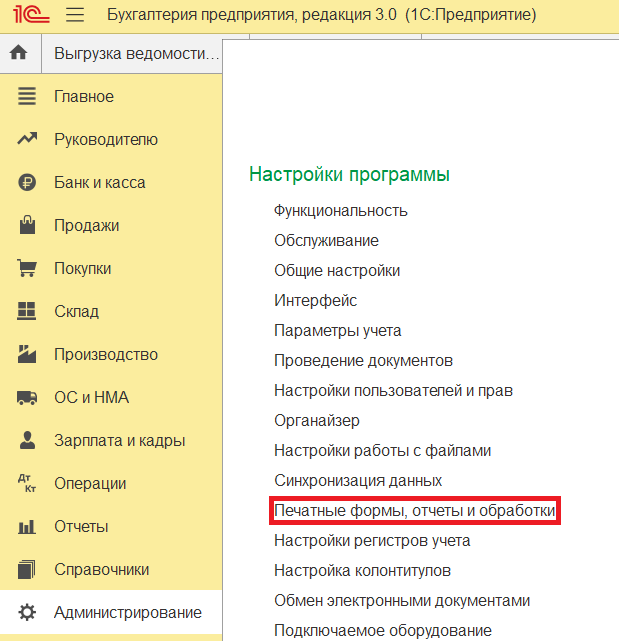 1С Бухгалтерия предприятия, редакция 3.0 (1С:Предприятие)
Выгрузка ведомости...
Главное
Руководителю
Банк и касса
Продажи
Покупки
Склад
Производство
ОС и НМА
Зарплата и кадры
Дт Кт Операции
Отчеты
Справочники
Администрирование
Настройки программы
Функциональность
Обслуживание
Общие настройки
Интерфейс
Параметры учета
Проведение документов
Настройки пользователей и прав
Органайзер
Настройки работы с файлами
Синхронизация данных
Печатные формы, отчеты и обработки
Настройки регистров учета
Настройка колонтитулов
Обмен электронными документами
Подключаемое оборудование